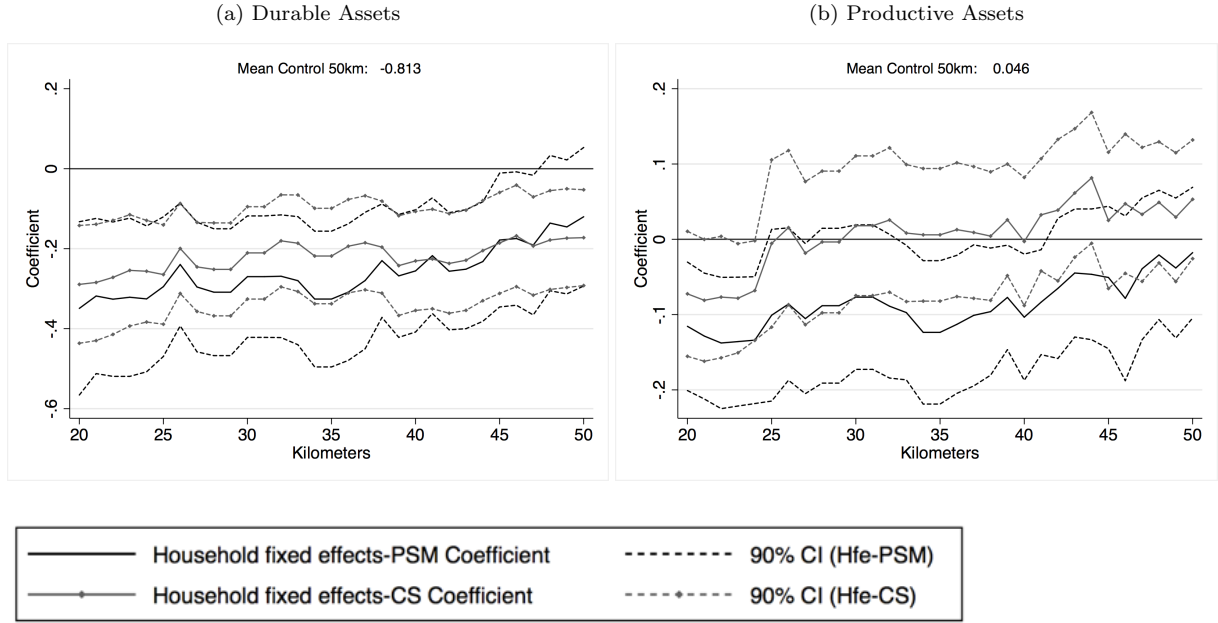 (a) Durable Assets
(b) Productive Assets
Mean Control 50km: -0.813
Coefficient
.2
0
-.2
-.4
-.6
20 25 30 35 40 45 50
Kilometers
Mean Control 50km: 0.046
Coefficient
.2
.1
0
-.1
-.2
20 25 30 35 40 45 50
Kilometers
Household fixed effects-PSM Coefficient
90% CI (Hfe-PSM)
Household fixed effects-CS Coefficient
90% CI (Hfe-CS)